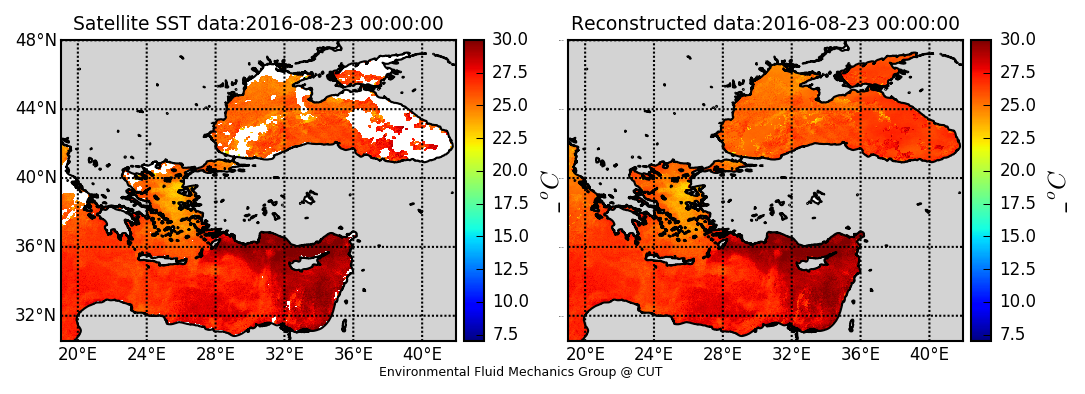 Satellite SST data:2016-08-23 00:00:00
48°N
44°N
40°N
36°N
32°N
20°E 24°E 28°E 32°E 36°E 40°E
30.0
27.5
25.0
22.5
20.0
17.5
15.0
12.5
10.0
7.5
_ °C
Reconstructed data:2016-08-23 00:00:00
20°E 24°E 28°E 32°E 36°E 40°E
30.0
27.5
25.0
22.5
20.0
17.5
15.0
12.5
10.0
7.5
_ °C
Environmental Fluid Mechanics Group @ CUT